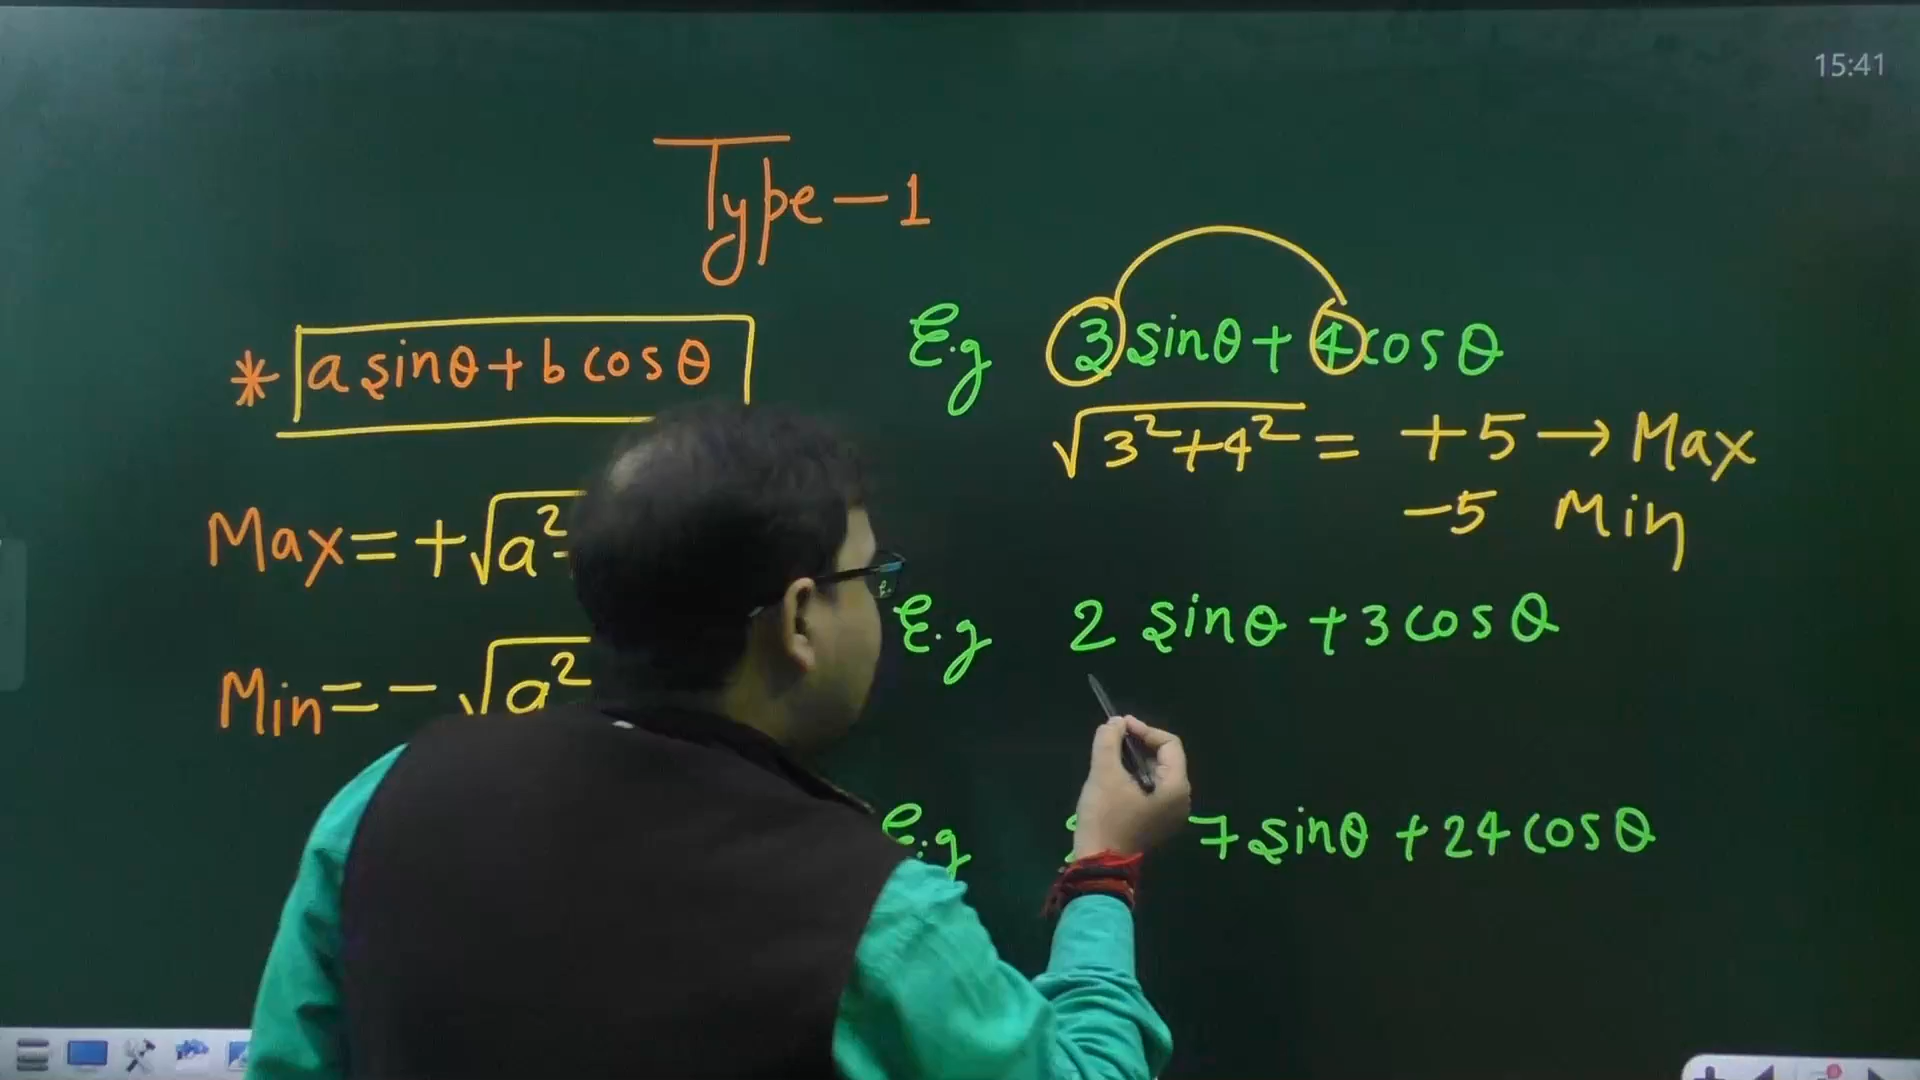 15:41
Type-1
* a sinθ + b cosθ
Max = +√a²
Min = -√a²
E.g 3 sinθ + 4 cosθ
√3²+4² = +5 → Max
-5 Min
E.g 2 sinθ + 3 cosθ
E.g 7 sinθ + 24 cosθ